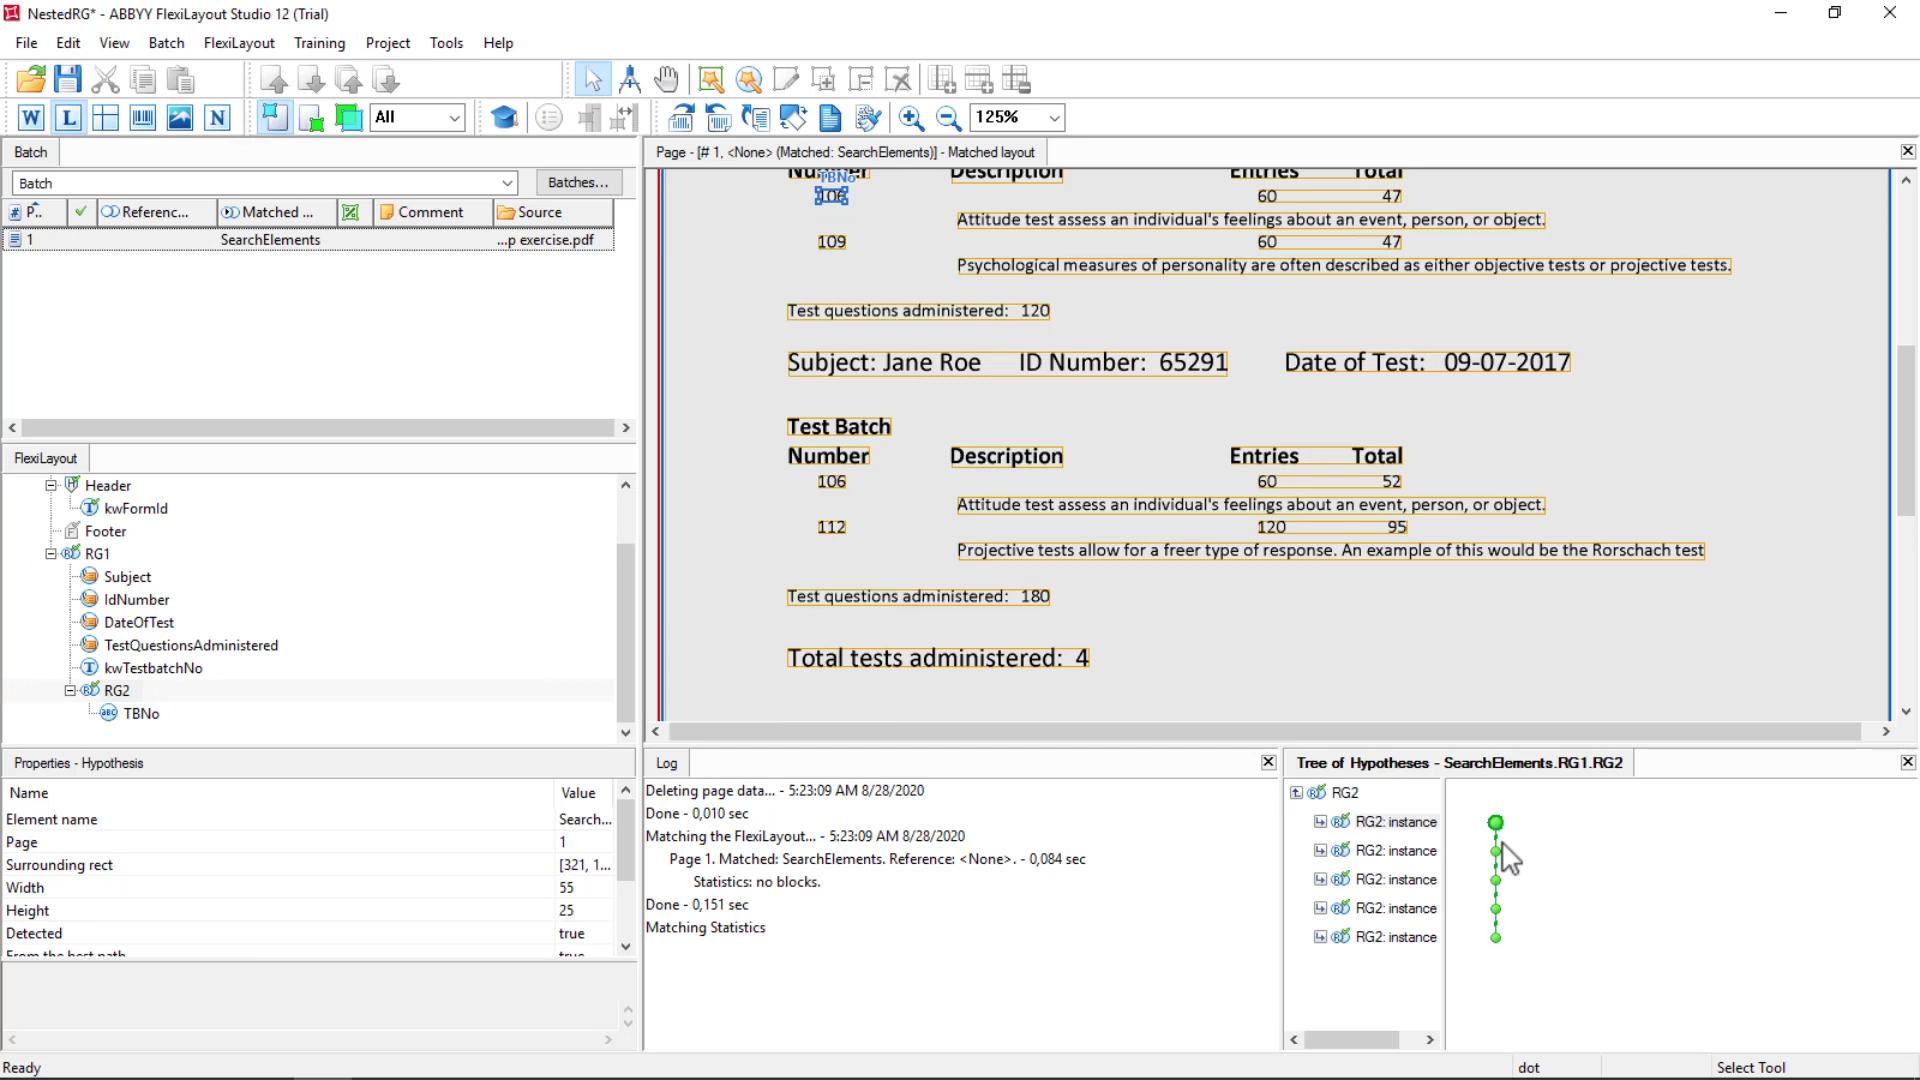 NestedRG* - ABBYY FlexiLayout Studio 12 (Trial)
File Edit View Batch FlexiLayout Training Project Tools Help
W L N All 125%
Batch
Batch Batches...
# P.. Referenc... Matched ... Comment Source
1 SearchElements ...p exercise.pdf
FlexiLayout
Header
kwFormId
Footer
RG1
Subject
IdNumber
DateOfTest
TestQuestionsAdministered
kwTestbatchNo
RG2
TBNo
Page - [# 1, <None> (Matched: SearchElements)] - Matched layout
Number Description Entries Total
TBNo
106 60 47
Attitude test assess an individual's feelings about an event, person, or object.
109 60 47
Psychological measures of personality are often described as either objective tests or projective tests.
Test questions administered: 120
Subject: Jane Roe ID Number: 65291 Date of Test: 09-07-2017
Test Batch
Number Description Entries Total
106 60 52
Attitude test assess an individual's feelings about an event, person, or object.
112 120 95
Projective tests allow for a freer type of response. An example of this would be the Rorschach test
Test questions administered: 180
Total tests administered: 4
Properties - Hypothesis
Name Value
Element name Search...
Page 1
Surrounding rect [321, 1...
Width 55
Height 25
Detected true
From the best path true
Log
Deleting page data... - 5:23:09 AM 8/28/2020
Done - 0,010 sec
Matching the FlexiLayout... - 5:23:09 AM 8/28/2020
Page 1. Matched: SearchElements. Reference: <None>. - 0,084 sec
Statistics: no blocks.
Done - 0,151 sec
Matching Statistics
Tree of Hypotheses - SearchElements.RG1.RG2
RG2
RG2: instance
RG2: instance
RG2: instance
RG2: instance
RG2: instance
Ready dot Select Tool